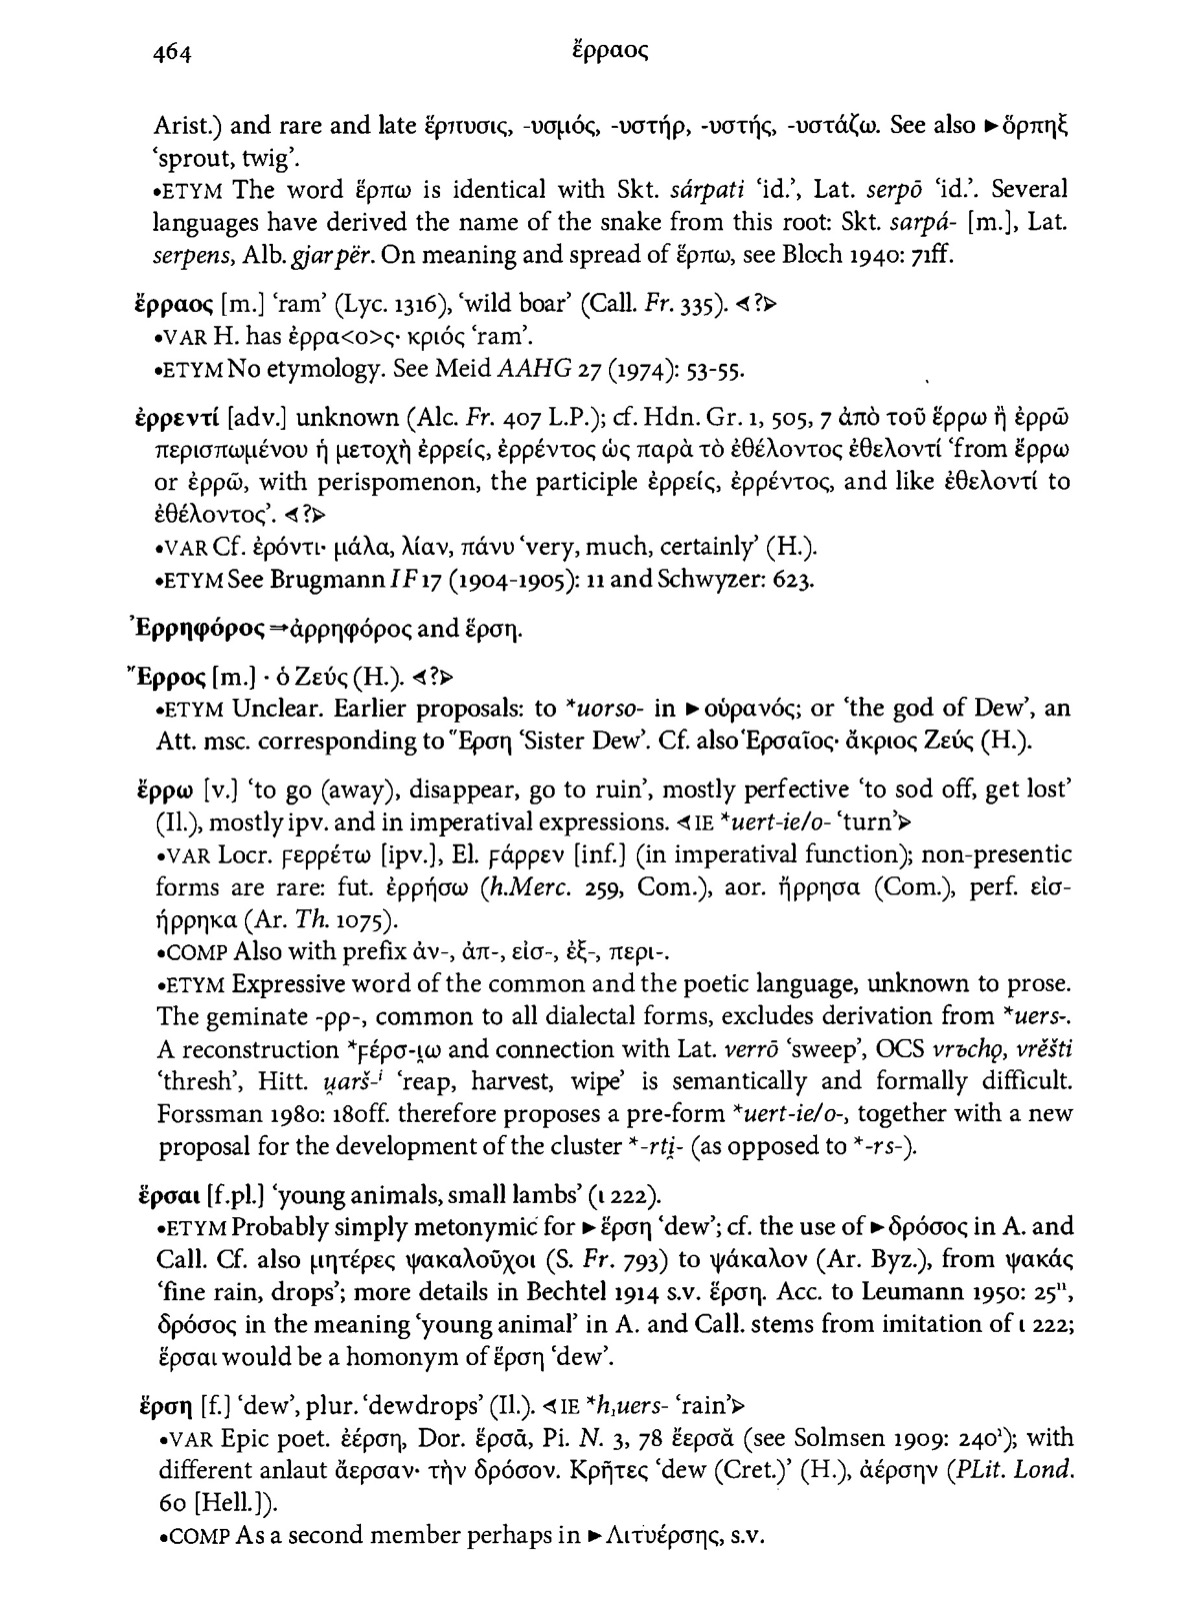 464
ἔρραος
Arist.) and rare and late ἕρπυσις, -υσμός, -υστήρ, -υστής, -υστάζω. See also ►ὅρπηξ
‘sprout, twig’.
•ETYM The word ἕρπω is identical with Skt. sárpati ‘id.’, Lat. serpō ‘id.’. Several
languages have derived the name of the snake from this root: Skt. sarpá- [m.], Lat.
serpens, Alb. gjarpër. On meaning and spread of ἕρπω, see Bloch 1940: 71ff.
ἔρραος [m.] ‘ram’ (Lyc. 1316), ‘wild boar’ (Call. Fr. 335). ⊲?⊳
•VAR H. has ἐρρα<ο>ς· κριός ‘ram’.
•ETYM No etymology. See Meid AAHG 27 (1974): 53-55.
ἐρρεντί [adv.] unknown (Alc. Fr. 407 L.P.); cf. Hdn. Gr. 1, 505, 7 ἀπὸ τοῦ ἔρρω ἢ ἐρρῶ
περισπωμένου ἡ μετοχὴ ἐρρείς, ἐρρέντος ὡς παρὰ τὸ ἐθέλοντος ἐθελοντί ‘from ἔρρω
or ἐρρῶ, with perispomenon, the participle ἐρρείς, ἐρρέντος, and like ἐθελοντί to
ἐθέλοντος’. ⊲?⊳
•VAR Cf. ἐρόντι· μάλα, λίαν, πάνυ ‘very, much, certainly’ (H.).
•ETYM See Brugmann IF 17 (1904-1905): 11 and Schwyzer: 623.
Ἐρρηφόρος ⇒ἀρρηφόρος and ἕρση.
Ἔρρος [m.] · ὁ Ζεύς (H.). ⊲?⊳
•ETYM Unclear. Earlier proposals: to *uorso- in ►οὐρανός; or ‘the god of Dew’, an
Att. msc. corresponding to Ἕρση ‘Sister Dew’. Cf. also Ἐρσαῖος· ἄκριος Ζεύς (H.).
ἔρρω [v.] ‘to go (away), disappear, go to ruin’, mostly perfective ‘to sod off, get lost’
(Il.), mostly ipv. and in imperatival expressions. ⊲IE *uert-ie/o- ‘turn’⊳
•VAR Locr. ϝερρέτω [ipv.], El. ϝάρρεν [inf.] (in imperatival function); non-presentic
forms are rare: fut. ἐρρήσω (h.Merc. 259, Com.), aor. ἤρρησα (Com.), perf. εἰσ-
ήρρηκα (Ar. Th. 1075).
•COMP Also with prefix ἀν-, ἀπ-, εἰσ-, ἐξ-, περι-.
•ETYM Expressive word of the common and the poetic language, unknown to prose.
The geminate -ρρ-, common to all dialectal forms, excludes derivation from *uers-.
A reconstruction *ϝέρσ-ι̯ω and connection with Lat. verrō ‘sweep’, OCS vrъchǫ, vrěšti
‘thresh’, Hitt. u̯arš-ⁱ ‘reap, harvest, wipe’ is semantically and formally difficult.
Forssman 1980: 180ff. therefore proposes a pre-form *uert-ie/o-, together with a new
proposal for the development of the cluster *-rti̯- (as opposed to *-rs-).
ἔρσαι [f.pl.] ‘young animals, small lambs’ (ι 222).
•ETYM Probably simply metonymic for ►ἕρση ‘dew’; cf. the use of ►δρόσος in A. and
Call. Cf. also μητέρες ψακαλοῦχοι (S. Fr. 793) to ψάκαλον (Ar. Byz.), from ψακάς
‘fine rain, drops’; more details in Bechtel 1914 s.v. ἕρση. Acc. to Leumann 1950: 25¹¹,
δρόσος in the meaning ‘young animal’ in A. and Call. stems from imitation of ι 222;
ἕρσαι would be a homonym of ἕρση ‘dew’.
ἕρση [f.] ‘dew’, plur. ‘dewdrops’ (Il.). ⊲IE *h₁uers- ‘rain’⊳
•VAR Epic poet. ἐέρση, Dor. ἔρσᾱ, Pi. N. 3, 78 ἔερσᾰ (see Solmsen 1909: 240¹); with
different anlaut ἄερσαν· τὴν δρόσον. Κρῆτες ‘dew (Cret.)’ (H.), ἀέρσην (PLit. Lond.
60 [Hell.]).
•COMP As a second member perhaps in ►Λιτυέρσης, s.v.